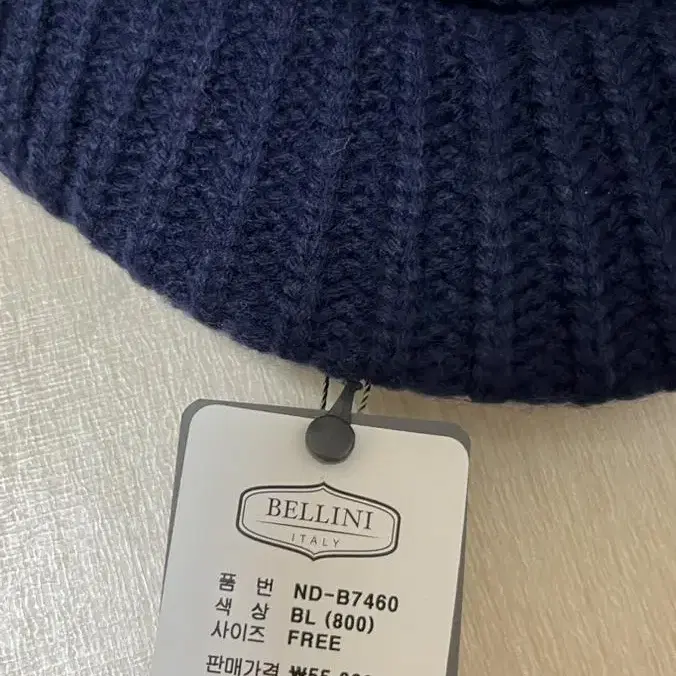 BELLINI
ITALY
품 번 ND-B7460
색 상 BL (800)
사이즈 FREE
판매가격